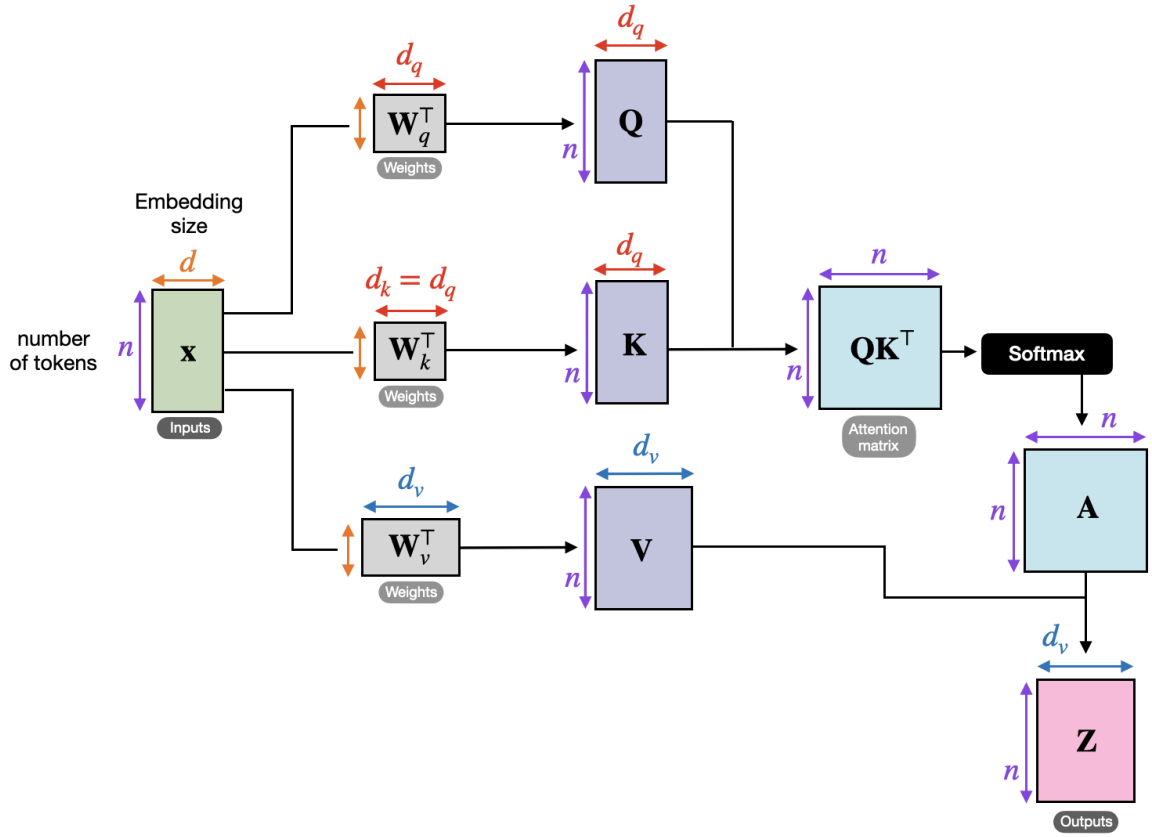 d_q
d_q
W_q^⊤
Q
n
Weights
Embedding
size
d
d_k = d_q
d_q
n
number
of tokens
n
x
W_k^⊤
K
n
QK^⊤
n
Softmax
Inputs
Weights
Attention
matrix
n
d_v
d_v
W_v^⊤
V
n
Weights
A
n
d_v
Z
n
Outputs